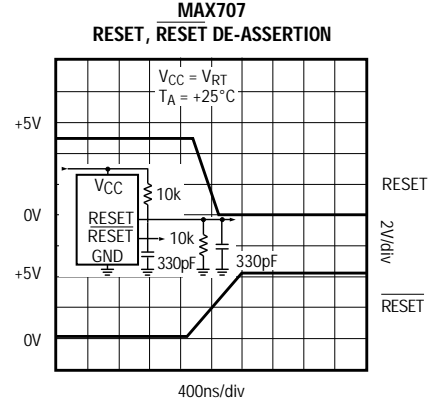 MAX707
RESET, RESET DE-ASSERTION
VCC = VRT
TA = +25°C
+5V
VCC
10k
RESET
0V
RESET
RESET
10k
2V/div
GND
330pF
330pF
+5V
RESET
0V
400ns/div